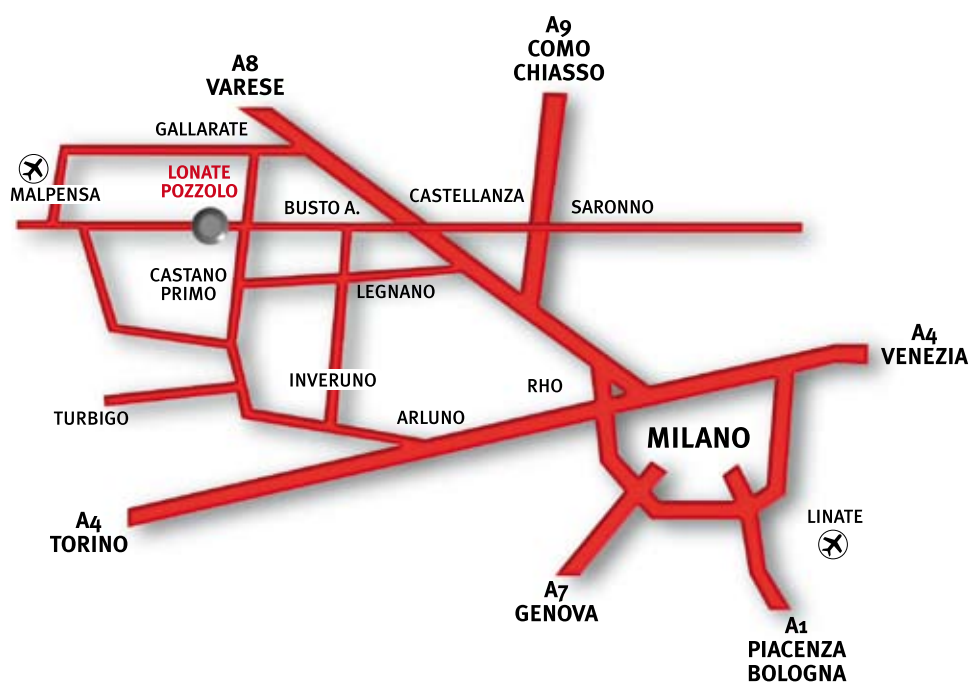 A9
COMO
CHIASSO
A8
VARESE
GALLARATE
MALPENSA
LONATE
POZZOLO
BUSTO A.
CASTELLANZA
SARONNO
CASTANO
PRIMO
LEGNANO
A4
VENEZIA
INVERUNO
RHO
TURBIGO
ARLUNO
MILANO
A4
TORINO
LINATE
A7
GENOVA
A1
PIACENZA
BOLOGNA